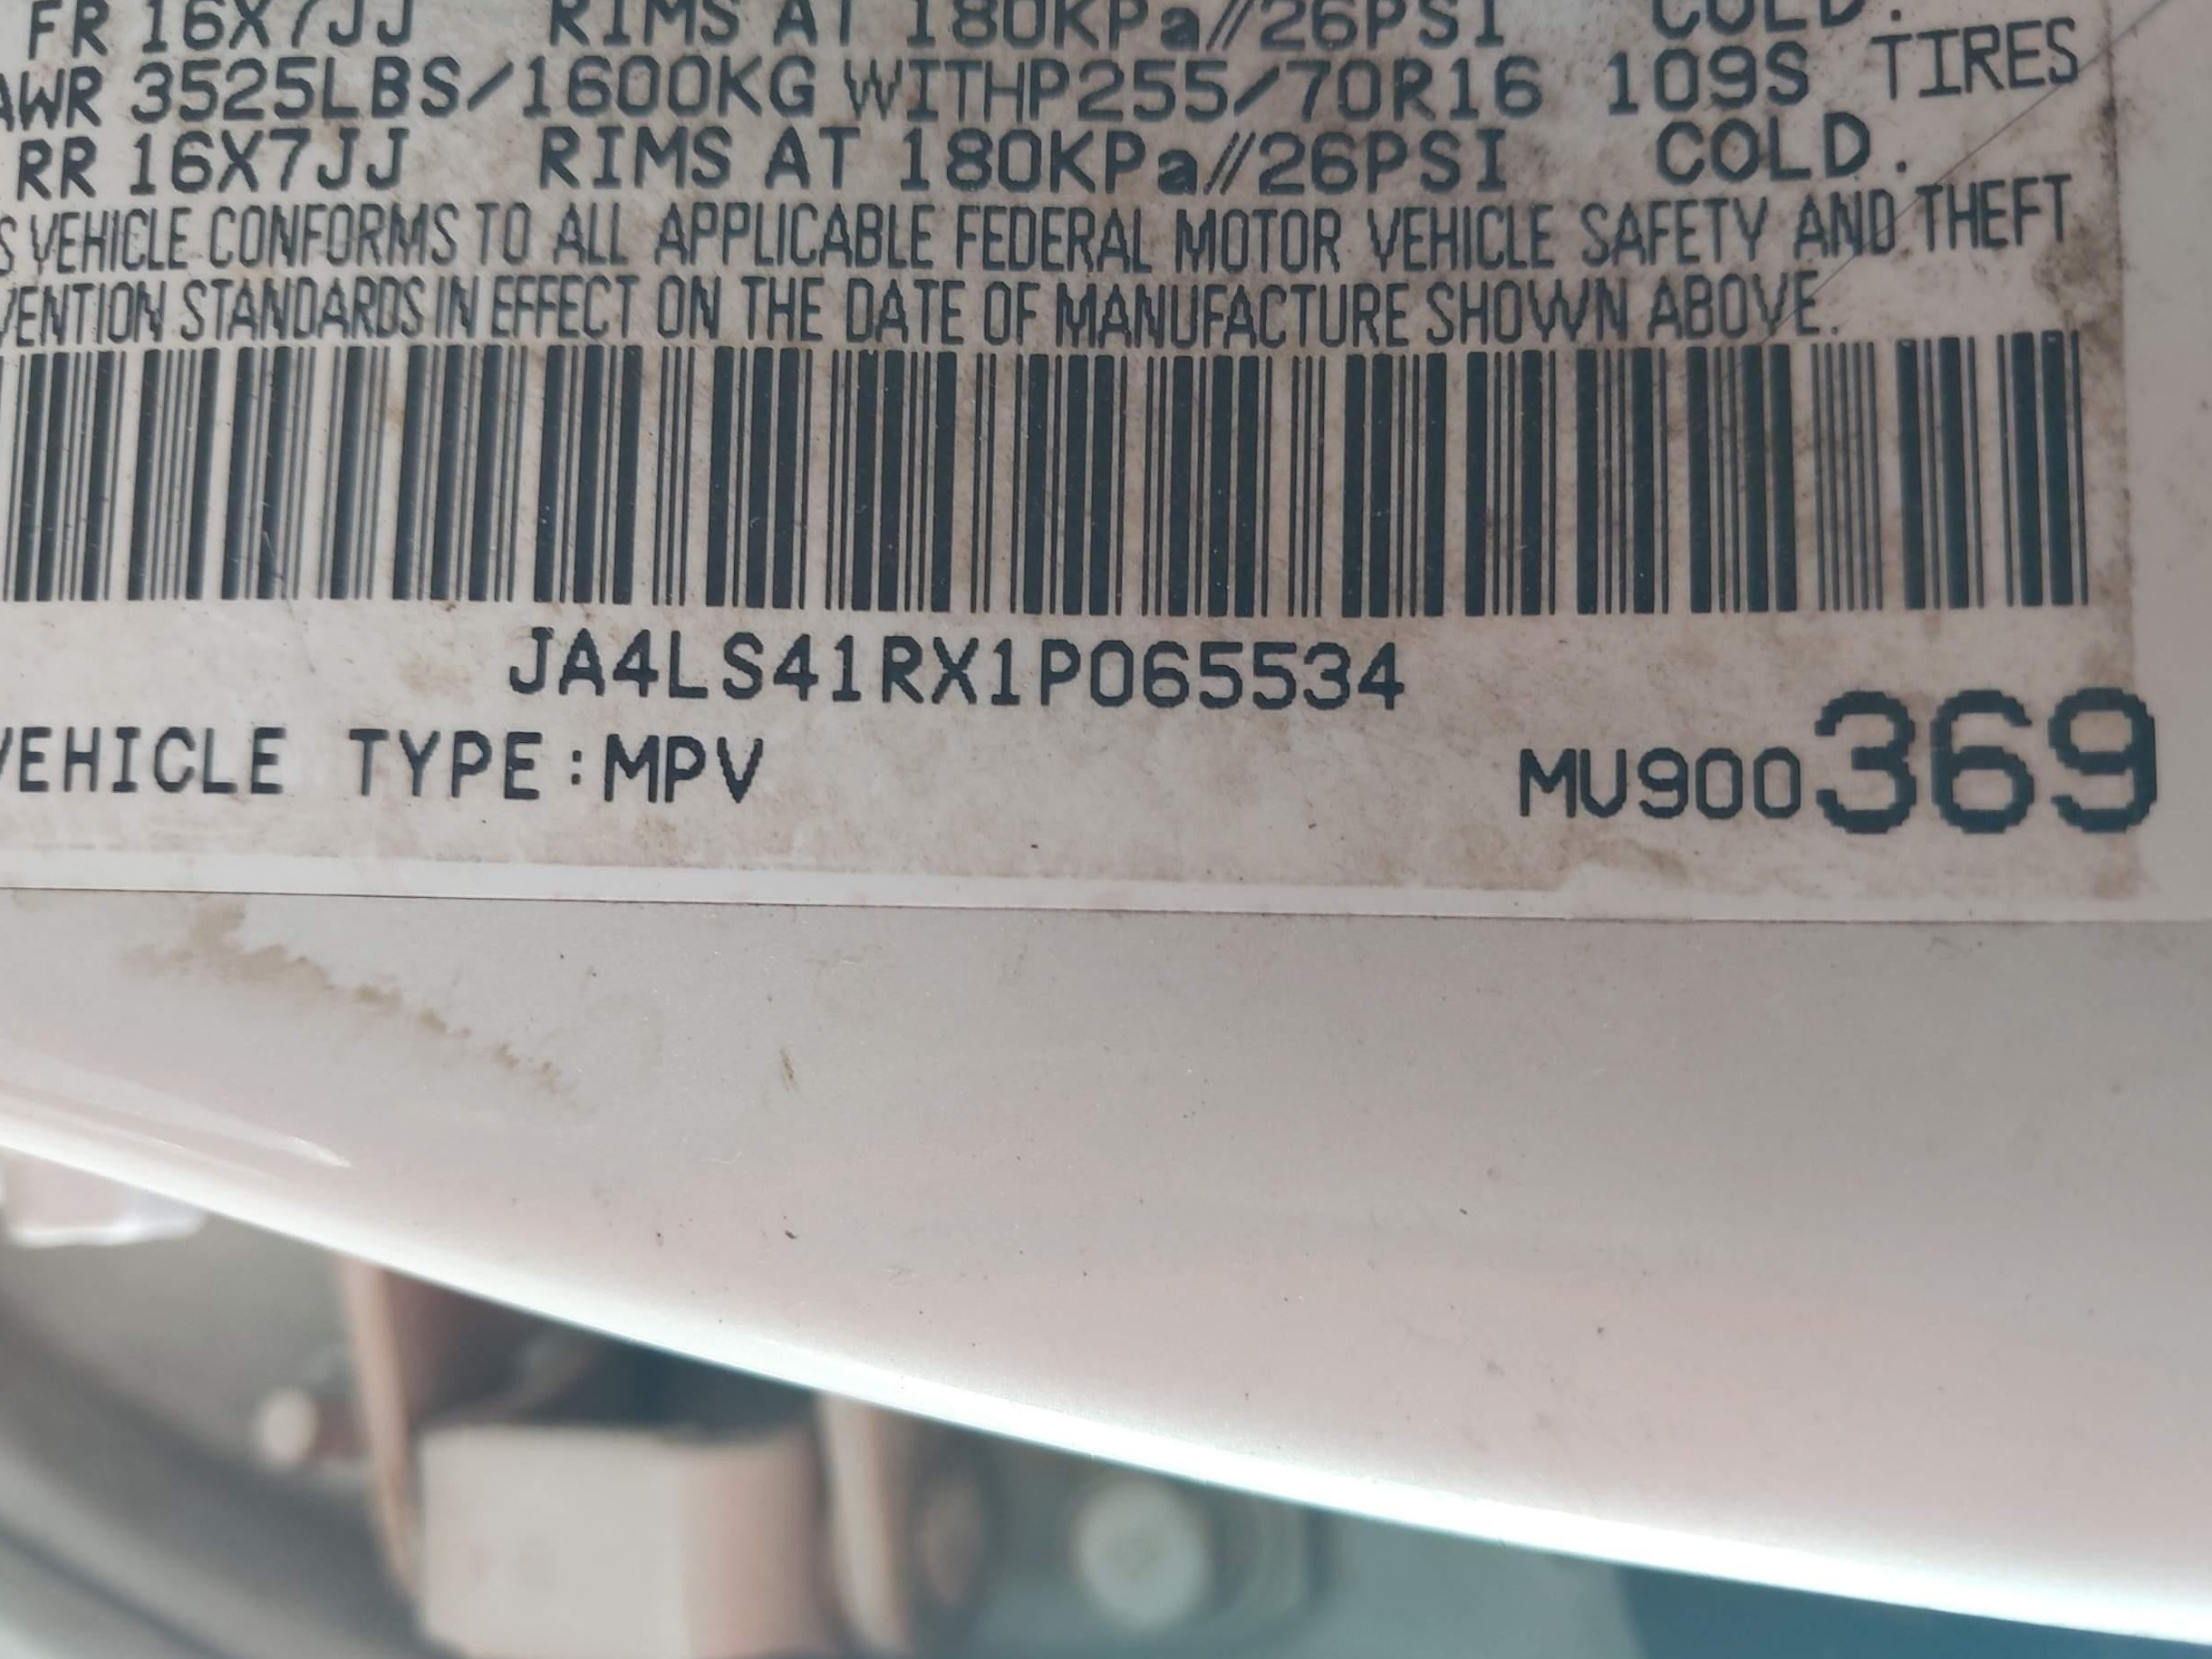 FR 16X7JJ RIMS AT 180KPa//26PSI COLD.
AWR 3525LBS/1600KG WITHP255/70R16 109S TIRES
RR 16X7JJ RIMS AT 180KPa//26PSI COLD.
S VEHICLE CONFORMS TO ALL APPLICABLE FEDERAL MOTOR VEHICLE SAFETY AND THEFT
VENTION STANDARDS IN EFFECT ON THE DATE OF MANUFACTURE SHOWN ABOVE.
JA4LS41RX1P065534
VEHICLE TYPE:MPV MU900369